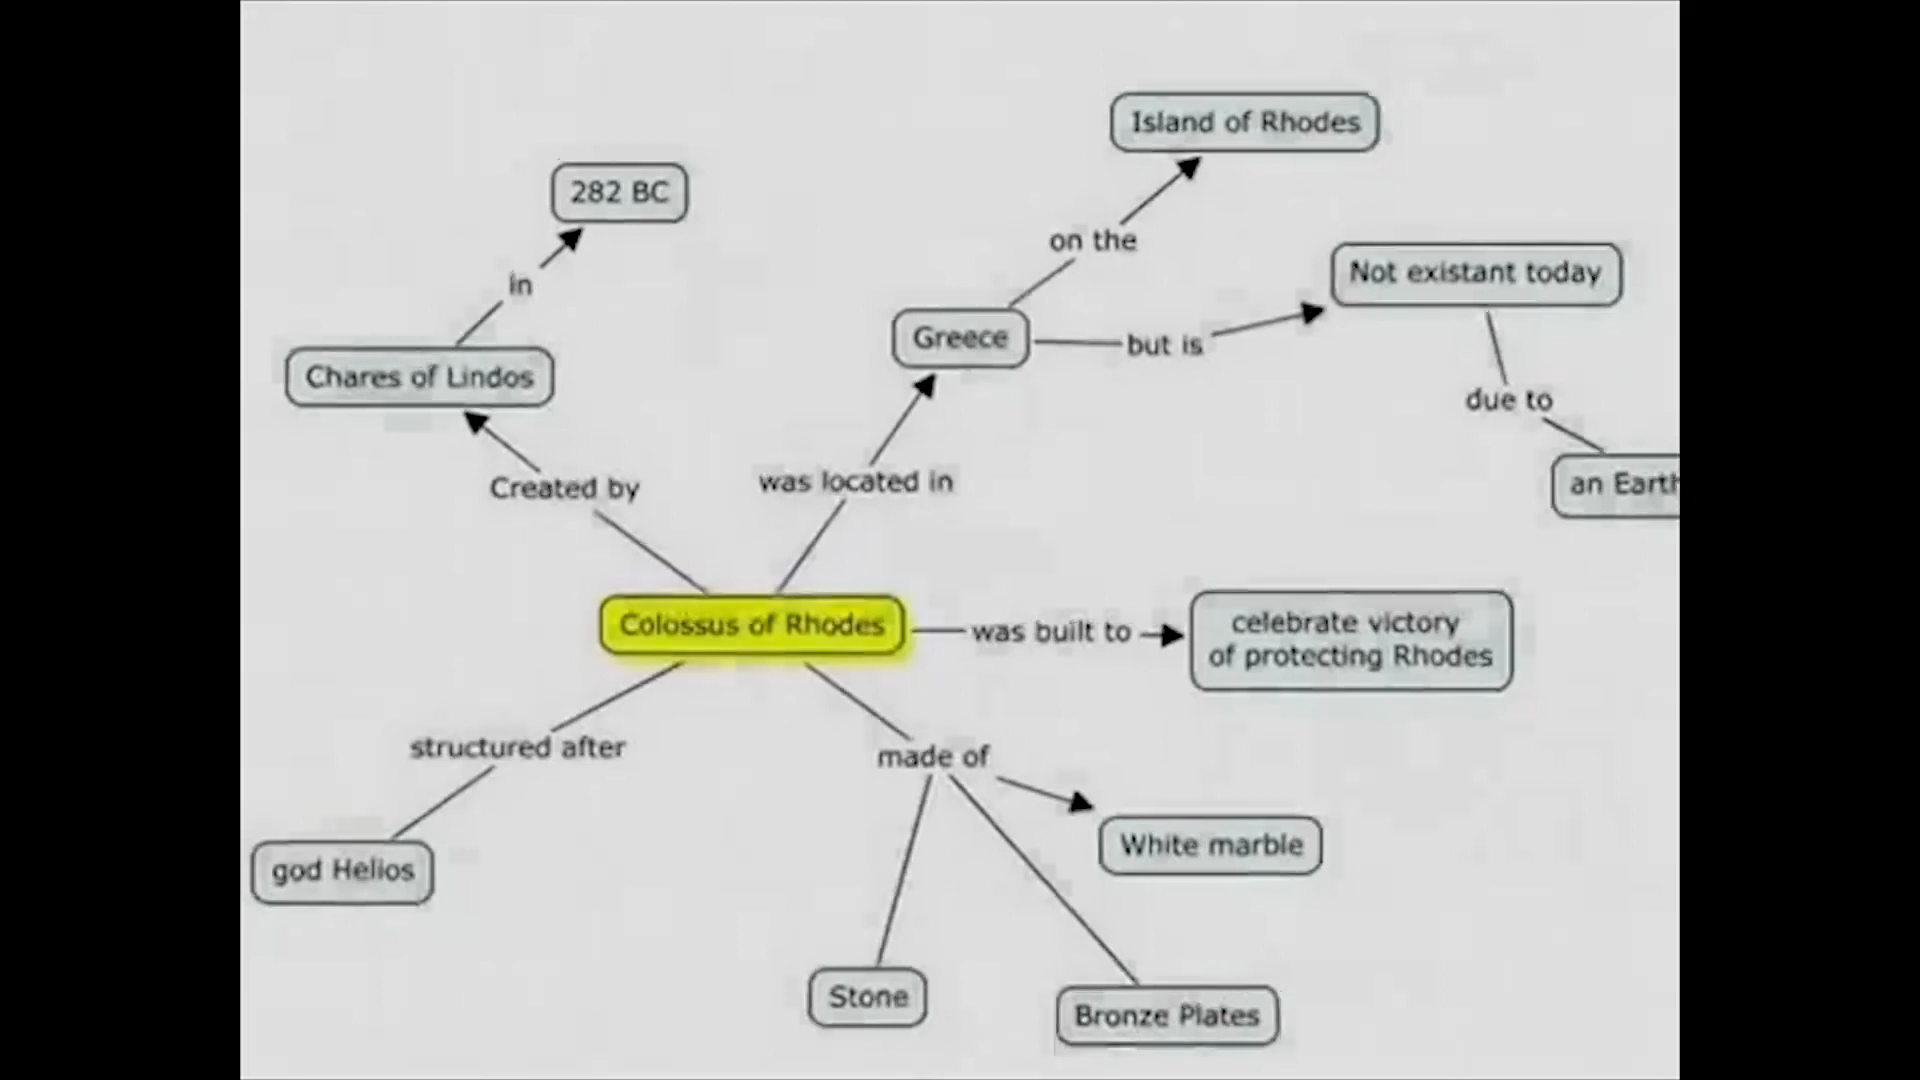 Island of Rhodes
282 BC
on the
Not existant today
in
Greece
but is
Chares of Lindos
due to
Created by
was located in
an Earth
Colossus of Rhodes
was built to
celebrate victory
of protecting Rhodes
structured after
made of
White marble
god Helios
Stone
Bronze Plates